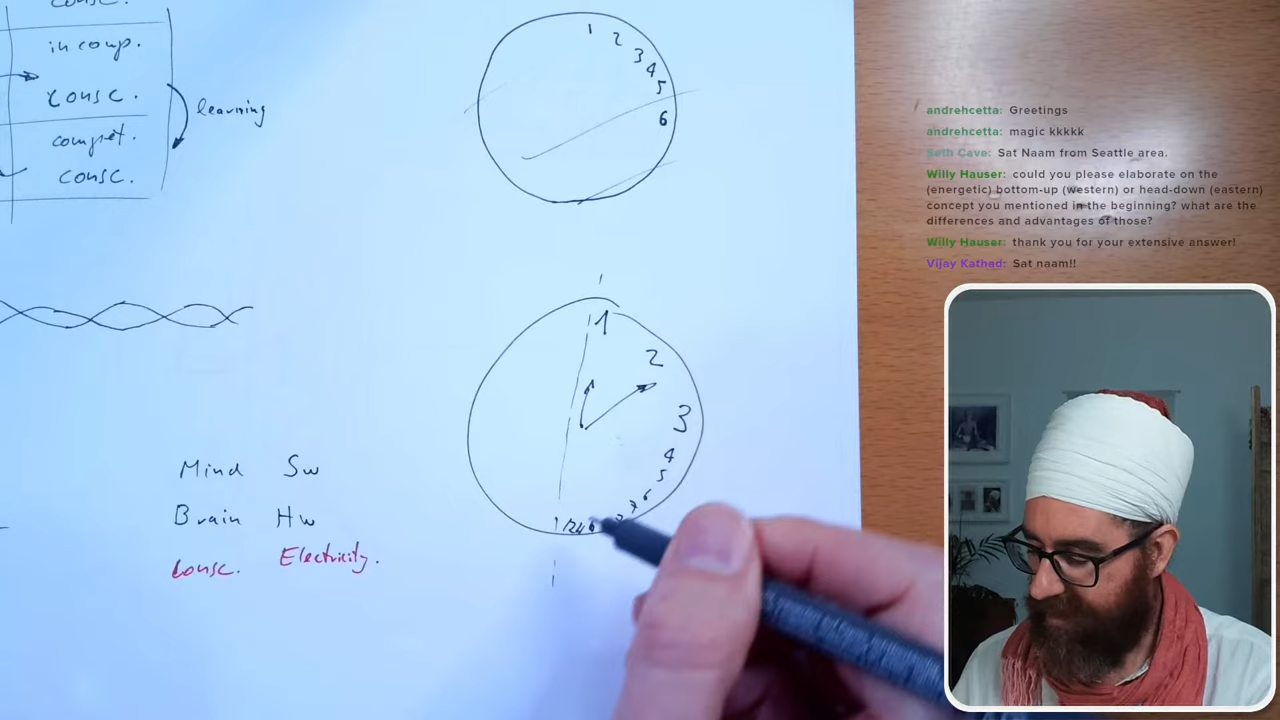 consc.
incomp.
consc.
learning
compet.
consc.
1
2
3
4
5
6
1
2
3
4
5
6
7
Mind Sw
Brain Hw
consc. Electricity.
andrehcetta: Greetings
andrehcetta: magic kkkkk
Seth Cave: Sat Naam from Seattle area.
Willy Hauser: could you please elaborate on the
(energetic) bottom-up (western) or head-down (eastern)
concept you mentioned in the beginning? what are the
differences and advantages of those?
Willy Hauser: thank you for your extensive answer!
Vijay Kathad: Sat naam!!